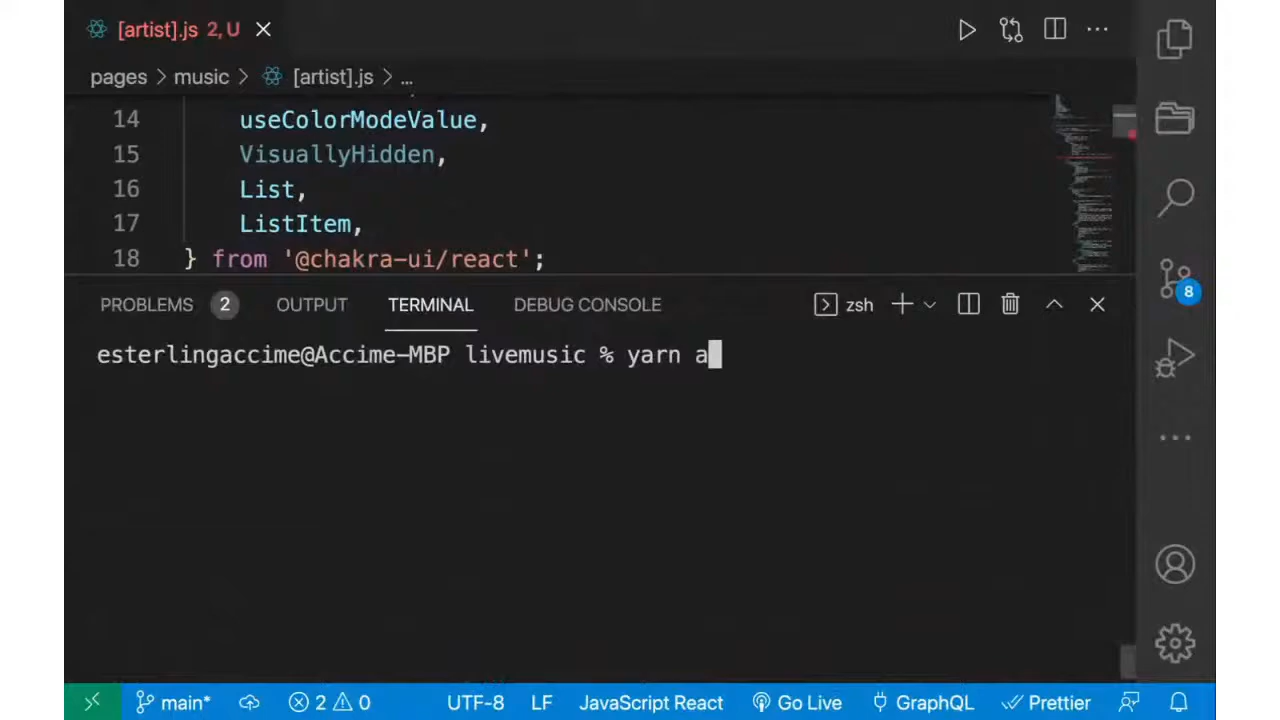 [artist].js 2, U
pages > music > [artist].js > ...
14 useColorModeValue,
15 VisuallyHidden,
16 List,
17 ListItem,
18 } from '@chakra-ui/react';
PROBLEMS 2 OUTPUT TERMINAL DEBUG CONSOLE zsh
esterlingaccime@Accime-MBP livemusic % yarn a
8
main* 2 0 UTF-8 LF JavaScript React Go Live GraphQL Prettier